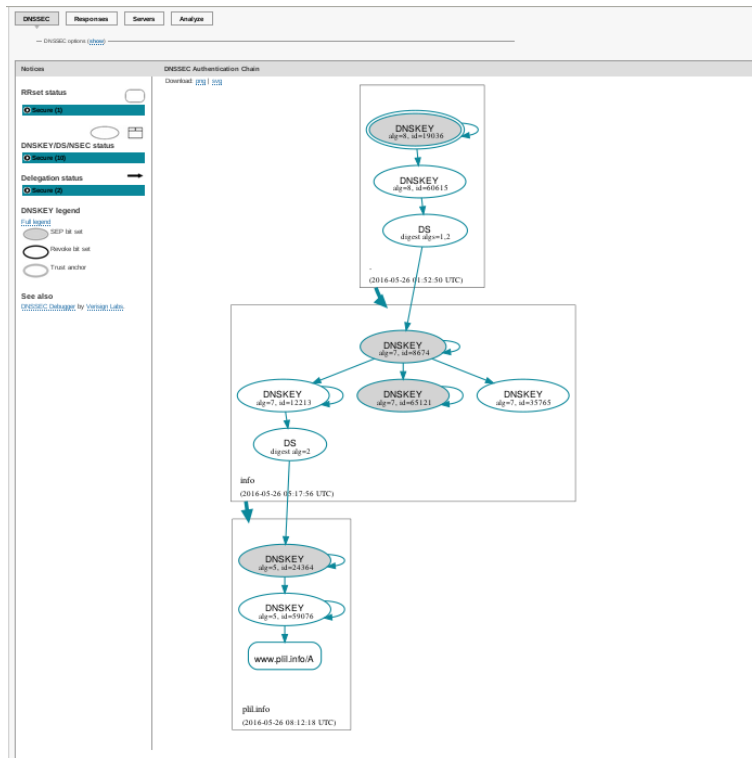 DNSSEC Responses Servers Analyze
DNSSEC options (show)
Notices
RRset status
Secure (1)
DNSKEY/DS/NSEC status
Secure (10)
Delegation status
Secure (2)
DNSKEY legend
Full legend
SEP bit set
Revoke bit set
Trust anchor
See also
DNSSEC Debugger by Verisign Labs.
DNSSEC Authentication Chain
Download: png | svg
DNSKEY
alg=8, id=19036
DNSKEY
alg=8, id=60615
DS
digest algs=1,2
.
(2016-05-26 01:52:50 UTC)
DNSKEY
alg=7, id=8674
DNSKEY
alg=7, id=12213
DNSKEY
alg=7, id=65121
DNSKEY
alg=7, id=35765
DS
digest alg=2
info
(2016-05-26 05:17:56 UTC)
DNSKEY
alg=5, id=24364
DNSKEY
alg=5, id=59076
www.plil.info/A
plil.info
(2016-05-26 08:12:18 UTC)